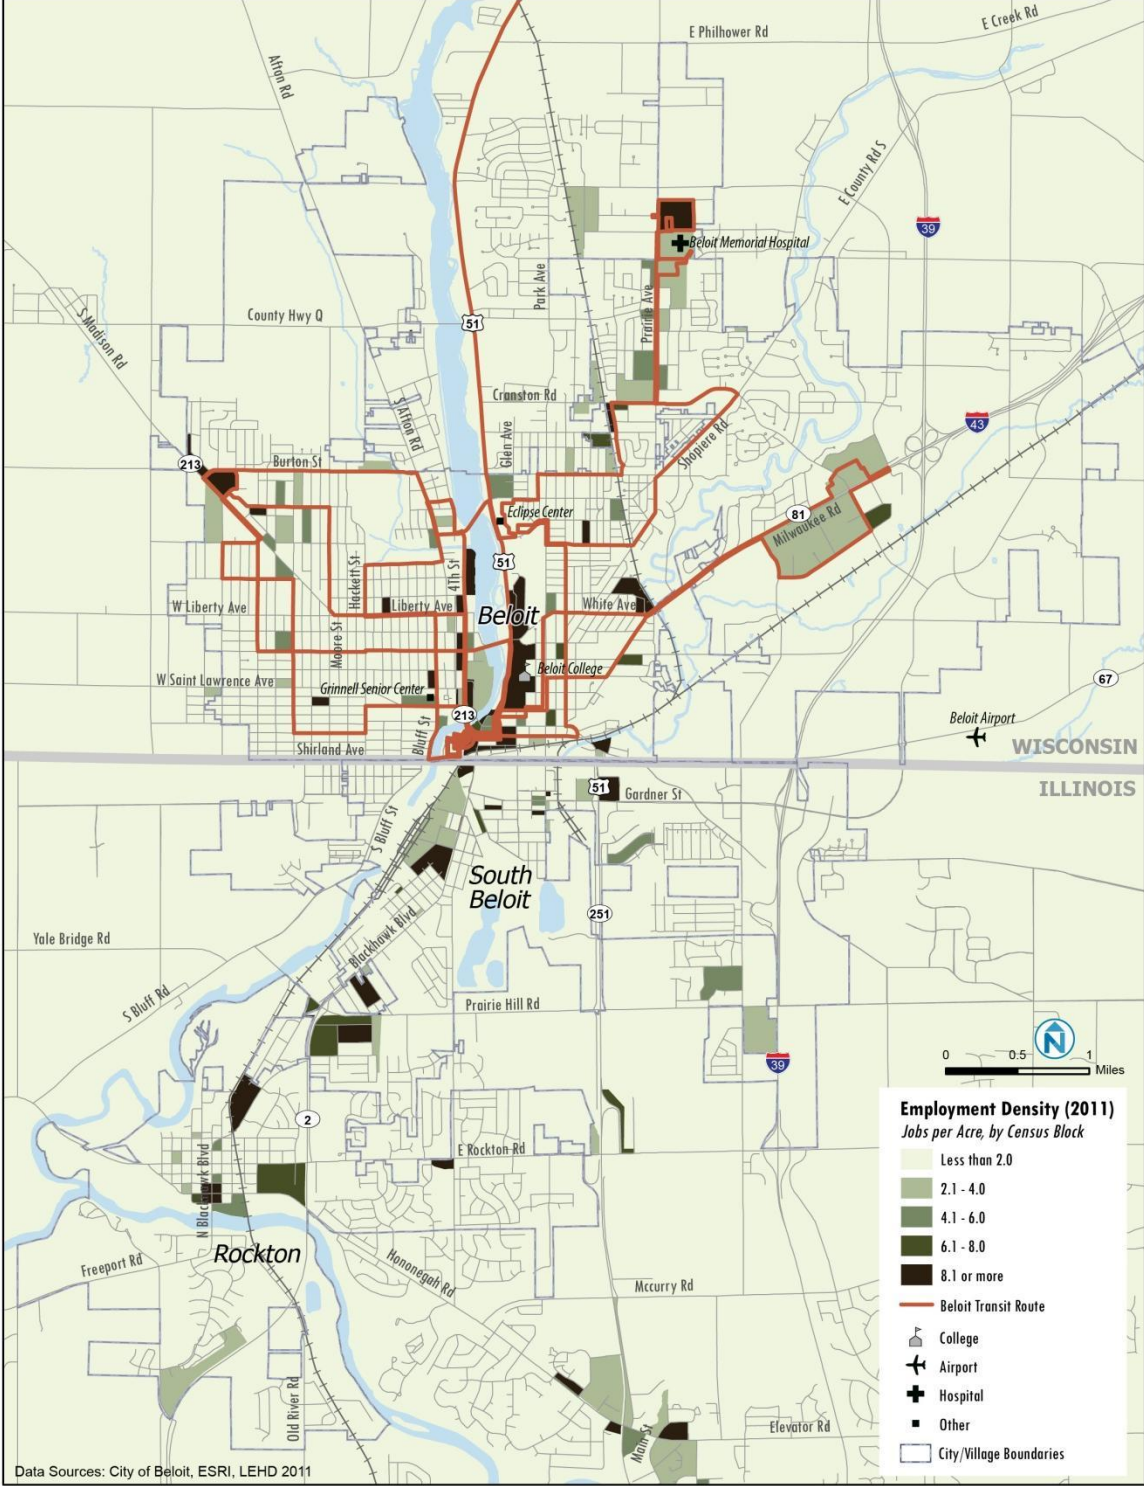 E Philhower Rd
E Creek Rd
Afton Rd
E County Rd S
39
Beloit Memorial Hospital
Park Ave
Prairie Ave
S Madison Rd
County Hwy Q
51
Cranston Rd
S Afton Rd
43
Glen Ave
Shopiere Rd
213
Burton St
Eclipse Center
81
Milwaukee Rd
51
4Th St
Hackett St
W Liberty Ave
Liberty Ave
White Ave
Beloit
Moore St
Beloit College
W Saint Lawrence Ave
Grinnell Senior Center
67
213
Bluff St
Beloit Airport
Shirland Ave
WISCONSIN
ILLINOIS
51
Gardner St
S Bluff St
South
Beloit
251
Blackhawk Blvd
Yale Bridge Rd
S Bluff Rd
Prairie Hill Rd
N
0 0.5 1
Miles
39
2
E Rockton Rd
N Blackhawk Blvd
Rockton
Freeport Rd
Hononegah Rd
Mccurry Rd
Old River Rd
Main St
Elevator Rd
Employment Density (2011)
Jobs per Acre, by Census Block
Less than 2.0
2.1 - 4.0
4.1 - 6.0
6.1 - 8.0
8.1 or more
Beloit Transit Route
College
Airport
Hospital
Other
City/Village Boundaries
Data Sources: City of Beloit, ESRI, LEHD 2011